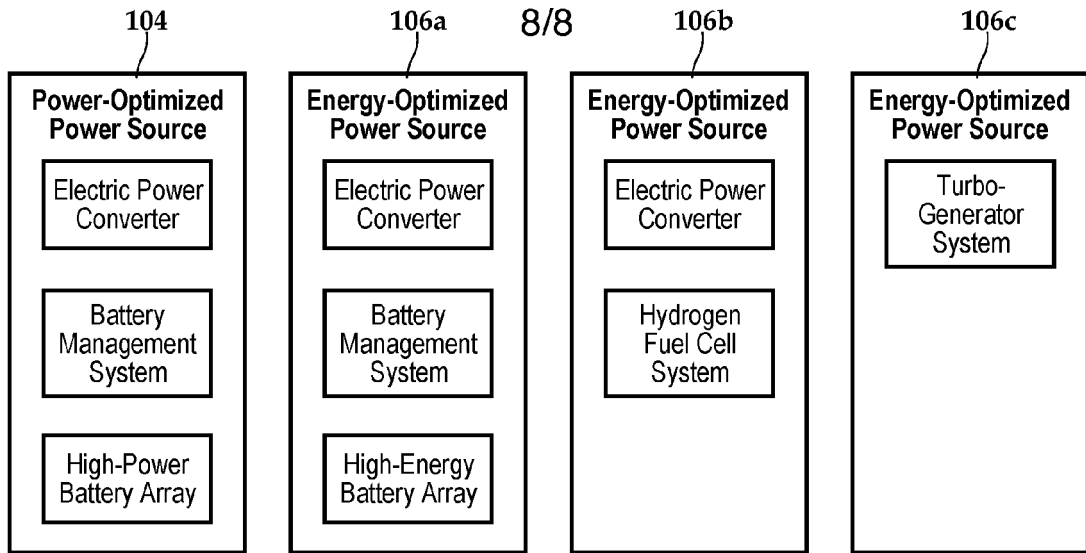 104
106a
8/8
106b
106c
Power-Optimized
Power Source
Electric Power
Converter
Battery
Management
System
High-Power
Battery Array
Energy-Optimized
Power Source
Electric Power
Converter
Battery
Management
System
High-Energy
Battery Array
Energy-Optimized
Power Source
Electric Power
Converter
Hydrogen
Fuel Cell
System
Energy-Optimized
Power Source
Turbo-
Generator
System